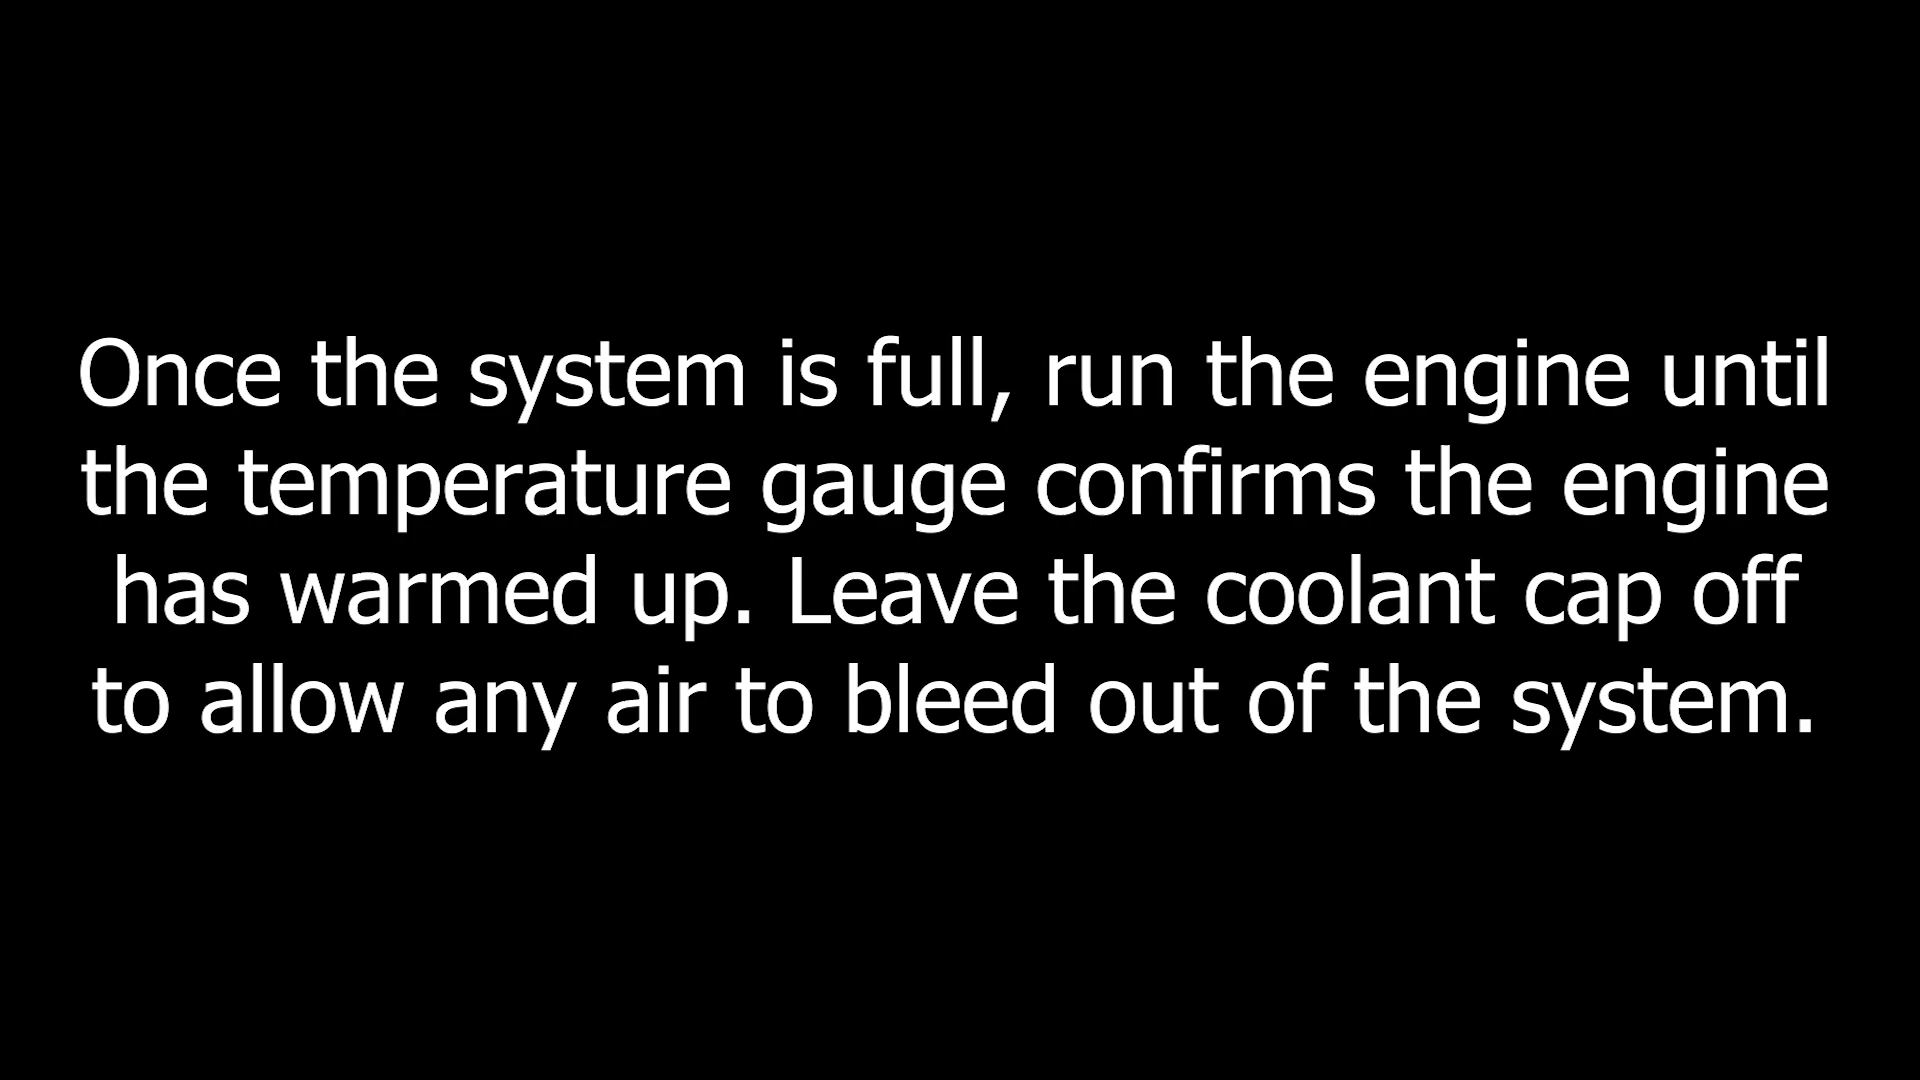 Once the system is full, run the engine until
the temperature gauge confirms the engine
has warmed up. Leave the coolant cap off
to allow any air to bleed out of the system.